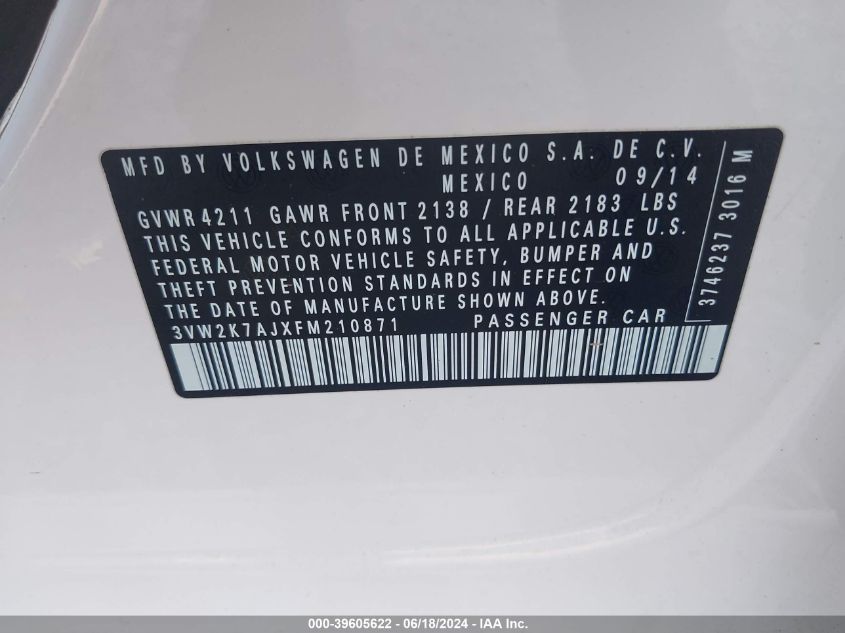 MFD BY VOLKSWAGEN DE MEXICO S.A. DE C.V.
MEXICO 09/14
GVWR 4211 GAWR FRONT 2138 / REAR 2183 LBS
THIS VEHICLE CONFORMS TO ALL APPLICABLE U.S.
FEDERAL MOTOR VEHICLE SAFETY, BUMPER AND
THEFT PREVENTION STANDARDS IN EFFECT ON
THE DATE OF MANUFACTURE SHOWN ABOVE.
3VW2K7AJXFM210871 PASSENGER CAR
3746237 3016 M
000-39605622 - 06/18/2024 - IAA Inc.